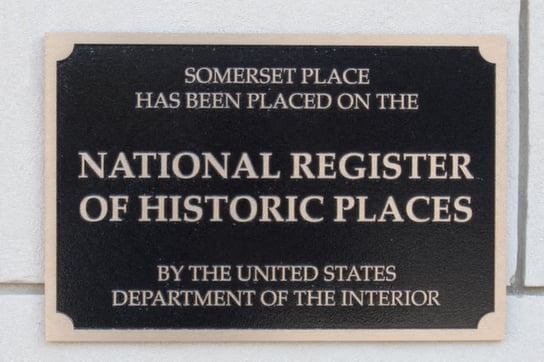 SOMERSET PLACE
HAS BEEN PLACED ON THE
NATIONAL REGISTER
OF HISTORIC PLACES
BY THE UNITED STATES
DEPARTMENT OF THE INTERIOR